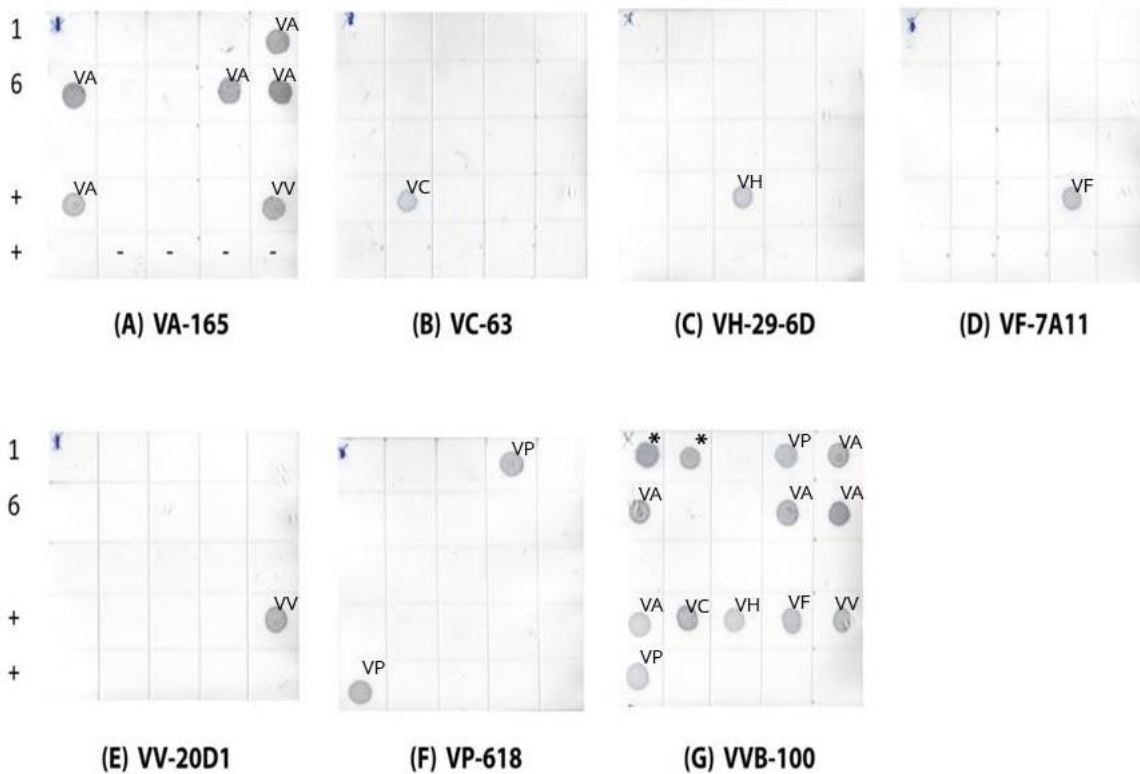 1 VA
6 VA VA VA
+ VA VV VC VH VF
+ - - - -
(A) VA-165 (B) VC-63 (C) VH-29-6D (D) VF-7A11
1 VP * * VP VA
6 VA VA VA
+ VV VA VC VH VF VV
+ VP VP
(E) VV-20D1 (F) VP-618 (G) VVB-100